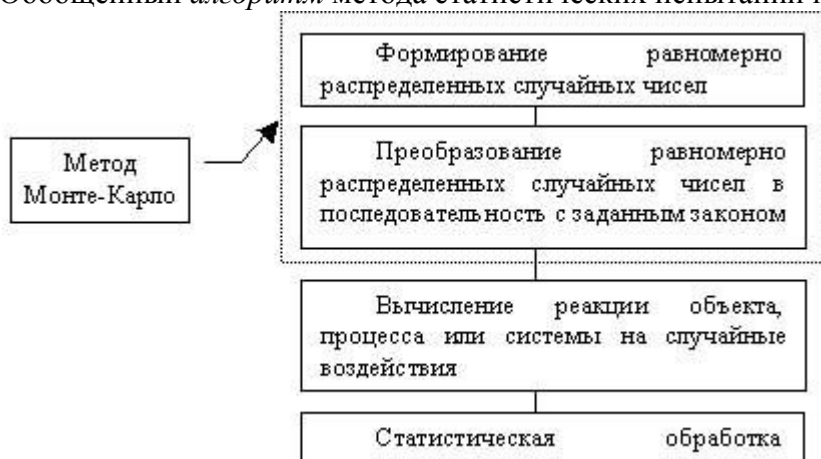 Обобщенный алгоритм метода статистических испытаний
Формирование равномерно
распределенных случайных чисел
Метод
Монте-Карло
Преобразование равномерно
распределенных случайных чисел в
последовательность с заданным законом
Вычисление реакции объекта,
процесса или системы на случайные
воздействия
Статистическая обработка